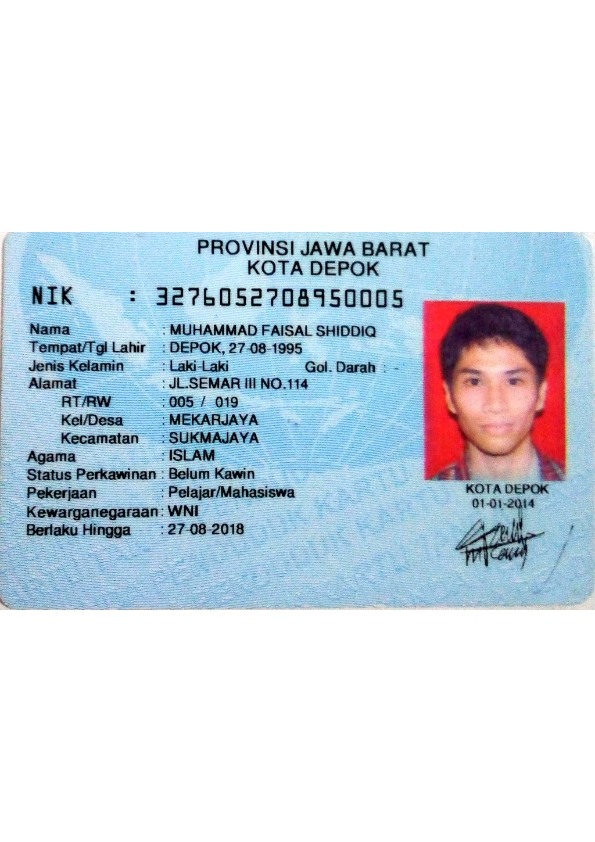 PROVINSI JAWA BARAT
KOTA DEPOK
NIK : 3276052708950005
Nama : MUHAMMAD FAISAL SHIDDIQ
Tempat/Tgl Lahir : DEPOK, 27-08-1995
Jenis Kelamin : Laki-Laki Gol. Darah : -
Alamat : JL.SEMAR III NO.114
RT/RW : 005 / 019
Kel/Desa : MEKARJAYA
Kecamatan : SUKMAJAYA
Agama : ISLAM
Status Perkawinan : Belum Kawin
Pekerjaan : Pelajar/Mahasiswa
Kewarganegaraan : WNI
Berlaku Hingga : 27-08-2018
KOTA DEPOK
01-01-2014